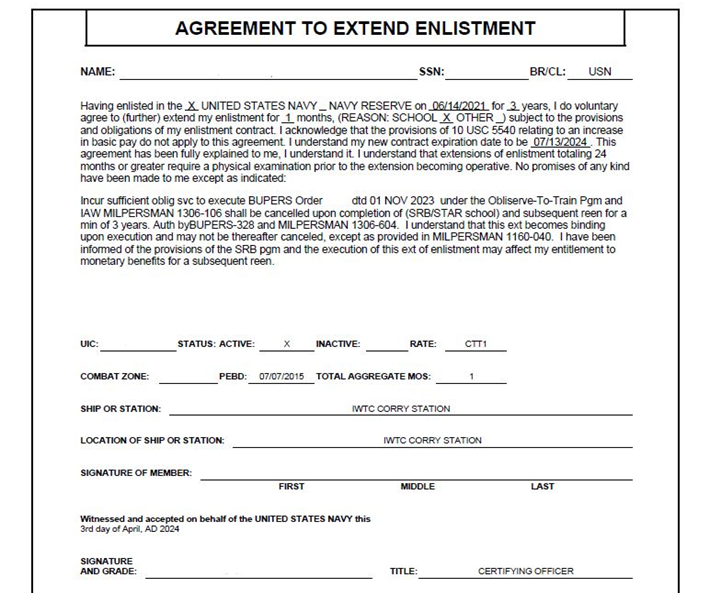 AGREEMENT TO EXTEND ENLISTMENT
NAME: SSN: BR/CL: USN
Having enlisted in the X UNITED STATES NAVY _ NAVY RESERVE on 06/14/2021 for 3 years, I do voluntary
agree to (further) extend my enlistment for 1 months, (REASON: SCHOOL X OTHER _) subject to the provisions
and obligations of my enlistment contract. I acknowledge that the provisions of 10 USC 5540 relating to an increase
in basic pay do not apply to this agreement. I understand my new contract expiration date to be 07/13/2024 . This
agreement has been fully explained to me, I understand it. I understand that extensions of enlistment totaling 24
months or greater require a physical examination prior to the extension becoming operative. No promises of any kind
have been made to me except as indicated:
Incur sufficient oblig svc to execute BUPERS Order dtd 01 NOV 2023 under the Obliserve-To-Train Pgm and
IAW MILPERSMAN 1306-106 shall be cancelled upon completion of (SRB/STAR school) and subsequent reen for a
min of 3 years. Auth byBUPERS-328 and MILPERSMAN 1306-604. I understand that this ext becomes binding
upon execution and may not be thereafter canceled, except as provided in MILPERSMAN 1160-040. I have been
informed of the provisions of the SRB pgm and the execution of this ext of enlistment may affect my entitlement to
monetary benefits for a subsequent reen.
UIC: STATUS: ACTIVE: X INACTIVE: RATE: CTT1
COMBAT ZONE: PEBD: 07/07/2015 TOTAL AGGREGATE MOS: 1
SHIP OR STATION: IWTC CORRY STATION
LOCATION OF SHIP OR STATION: IWTC CORRY STATION
SIGNATURE OF MEMBER:
FIRST MIDDLE LAST
Witnessed and accepted on behalf of the UNITED STATES NAVY this
3rd day of April, AD 2024
SIGNATURE
AND GRADE: TITLE: CERTIFYING OFFICER